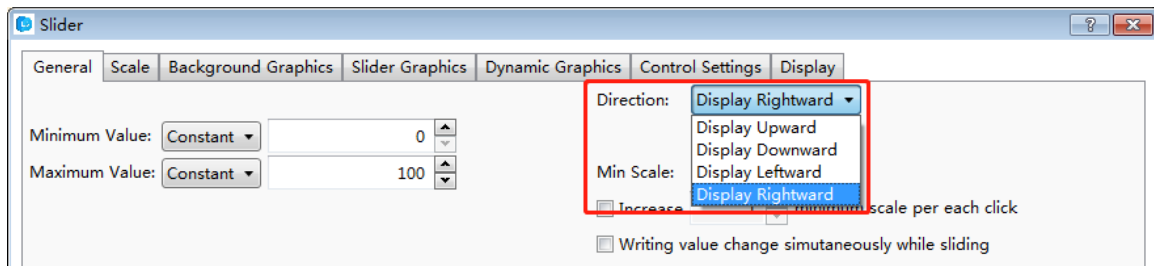 Slider
General Scale Background Graphics Slider Graphics Dynamic Graphics Control Settings Display
Direction: Display Rightward
Display Upward
Minimum Value: Constant 0
Display Downward
Maximum Value: Constant 100
Min Scale: Display Leftward
Display Rightward
Increase minimum scale per each click
Writing value change simutaneously while sliding